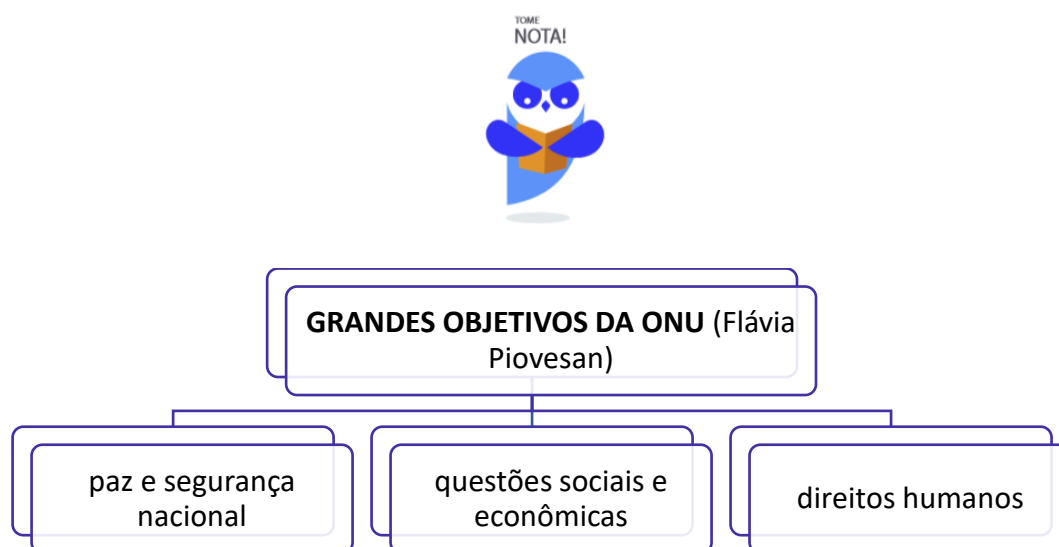 TOME
NOTA!
GRANDES OBJETIVOS DA ONU (Flávia
Piovesan)
paz e segurança
nacional
questões sociais e
econômicas
direitos humanos